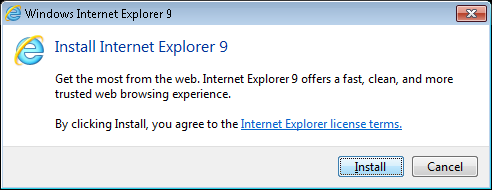 Windows Internet Explorer 9
Install Internet Explorer 9
Get the most from the web. Internet Explorer 9 offers a fast, clean, and more
trusted web browsing experience.
By clicking Install, you agree to the Internet Explorer license terms.
Install Cancel